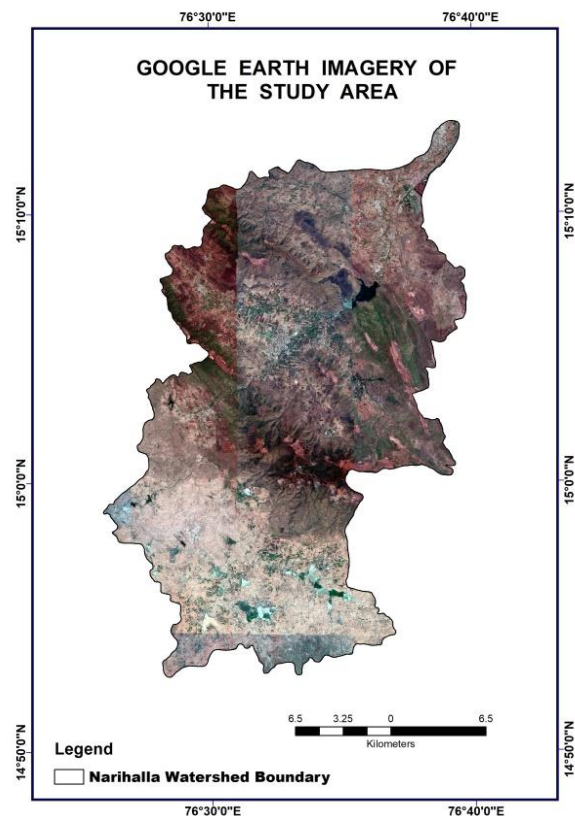 76°30'0"E 76°40'0"E
GOOGLE EARTH IMAGERY OF
THE STUDY AREA
15°10'0"N 15°10'0"N
15°0'0"N 15°0'0"N
6.5 3.25 0 6.5
Kilometers
Legend
Narihalla Watershed Boundary
14°50'0"N 14°50'0"N
76°30'0"E 76°40'0"E